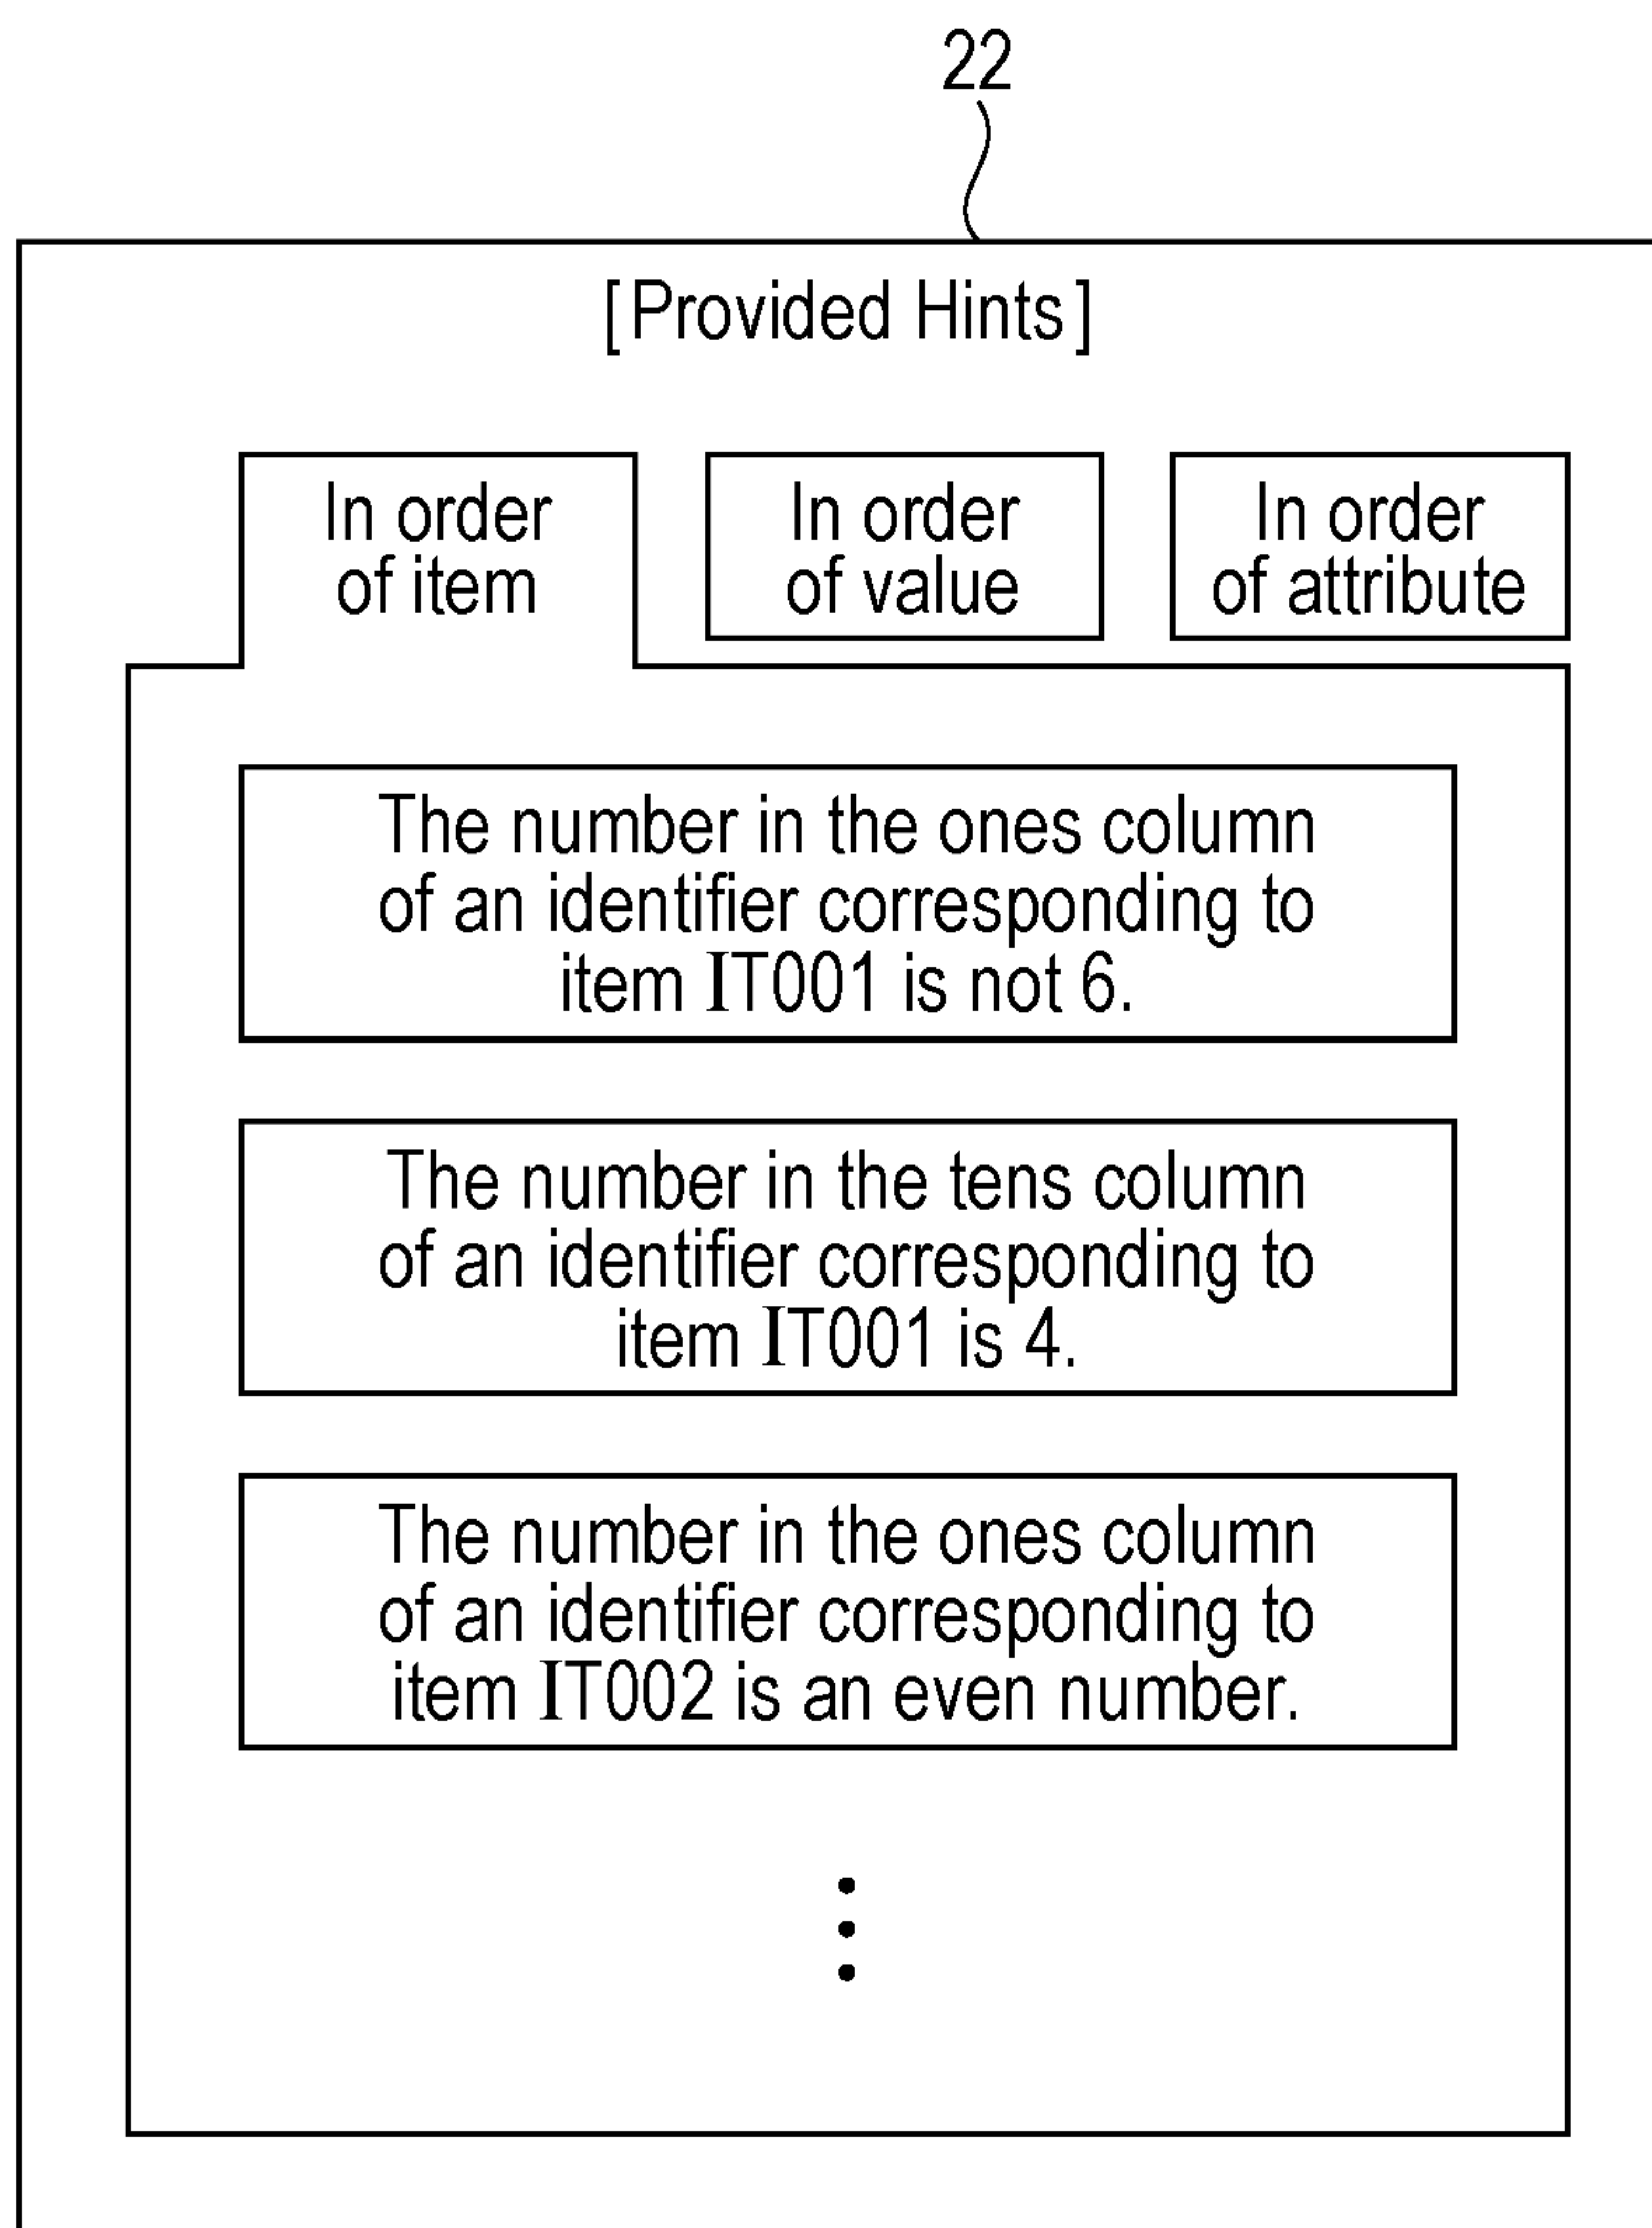 22
[Provided Hints]
In order
of item
In order
of value
In order
of attribute
The number in the ones column
of an identifier corresponding to
item IT001 is not 6.
The number in the tens column
of an identifier corresponding to
item IT001 is 4.
The number in the ones column
of an identifier corresponding to
item IT002 is an even number.